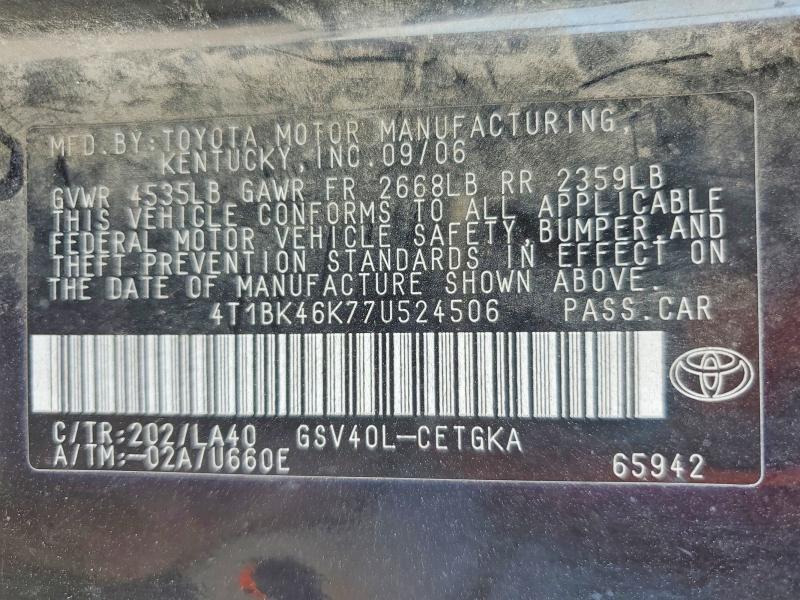 MFD.BY:TOYOTA MOTOR MANUFACTURING,
KENTUCKY, INC.09/06
GVWR 4535LB GAWR FR 2668LB RR 2359LB
THIS VEHICLE CONFORMS TO ALL APPLICABLE
FEDERAL MOTOR VEHICLE SAFETY,BUMPER,AND
THEFT PREVENTION STANDARDS IN EFFECT ON
THE DATE OF MANUFACTURE SHOWN ABOVE.
4T1BK46K77U524506 PASS.CAR
C/TR:202/LA40 GSV40L-CETGKA
A/TM:-02A/U660E 65942